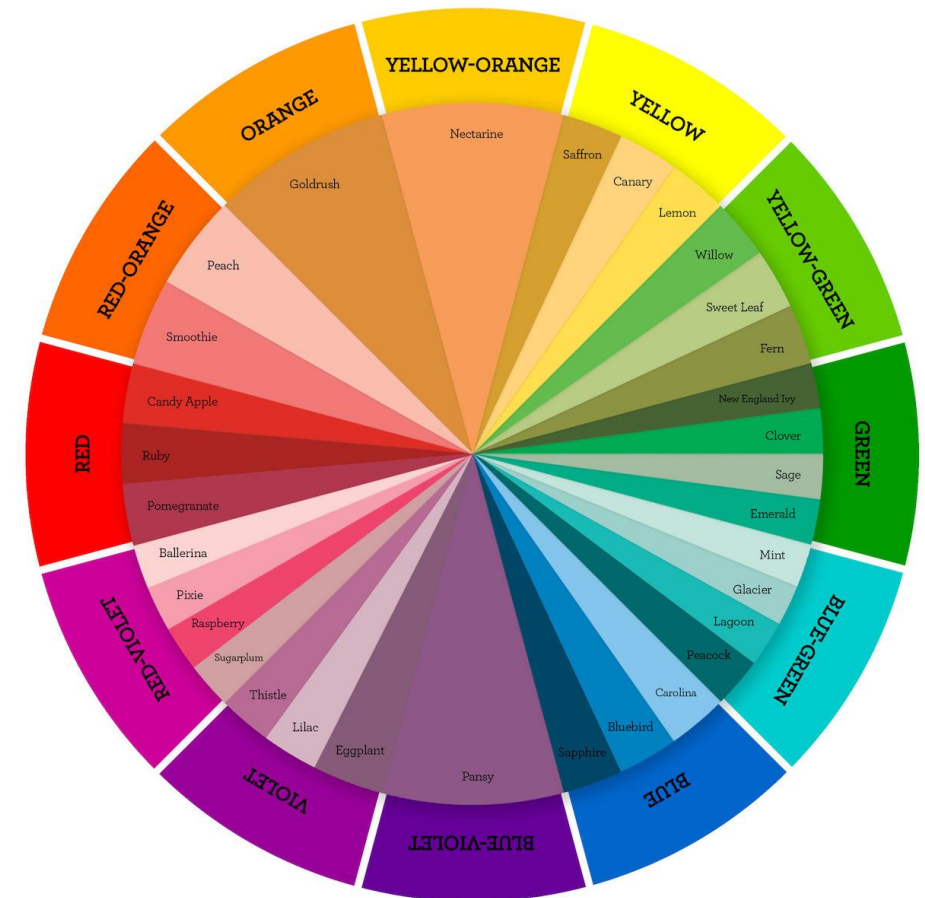 YELLOW-ORANGE
YELLOW
YELLOW-GREEN
GREEN
BLUE-GREEN
BLUE
BLUE-VIOLET
VIOLET
RED-VIOLET
RED
RED-ORANGE
ORANGE
Nectarine
Saffron
Canary
Lemon
Willow
Sweet Leaf
Fern
New England Ivy
Clover
Sage
Emerald
Mint
Glacier
Lagoon
Peacock
Carolina
Bluebird
Sapphire
Pansy
Eggplant
Lilac
Thistle
Sugarplum
Raspberry
Pixie
Ballerina
Pomegranate
Ruby
Candy Apple
Smoothie
Peach
Goldrush